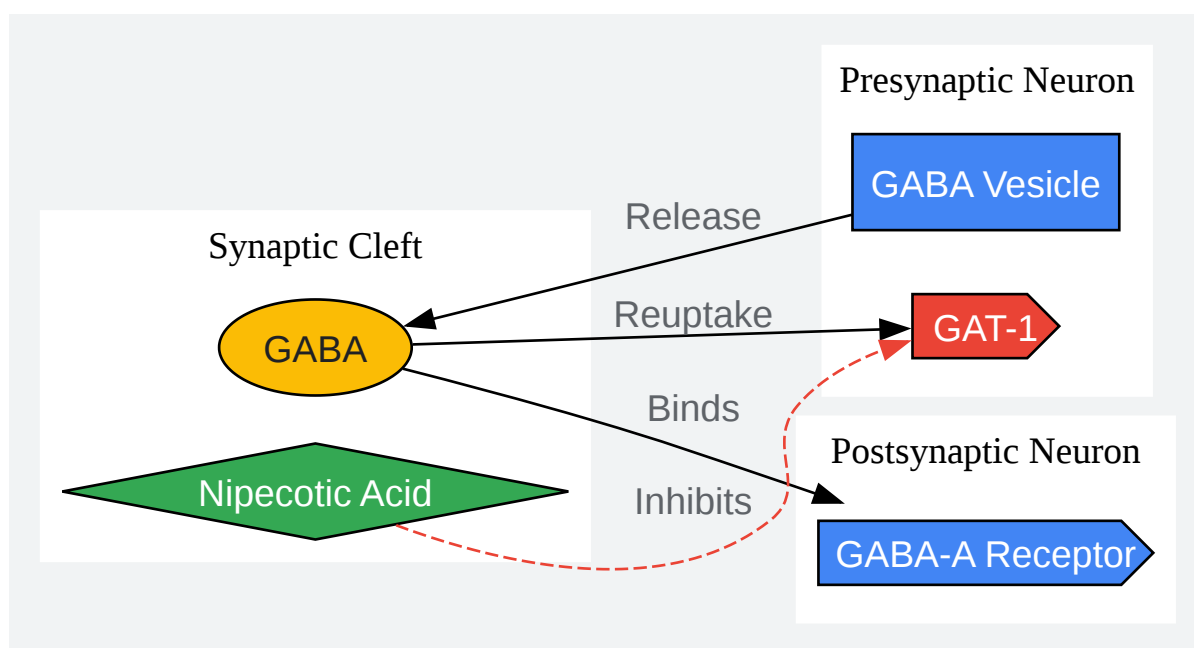 Presynaptic Neuron
GABA Vesicle
Release
Synaptic Cleft
Reuptake
GAT-1
GABA
Binds
Postsynaptic Neuron
Nipecotic Acid
Inhibits
GABA-A Receptor